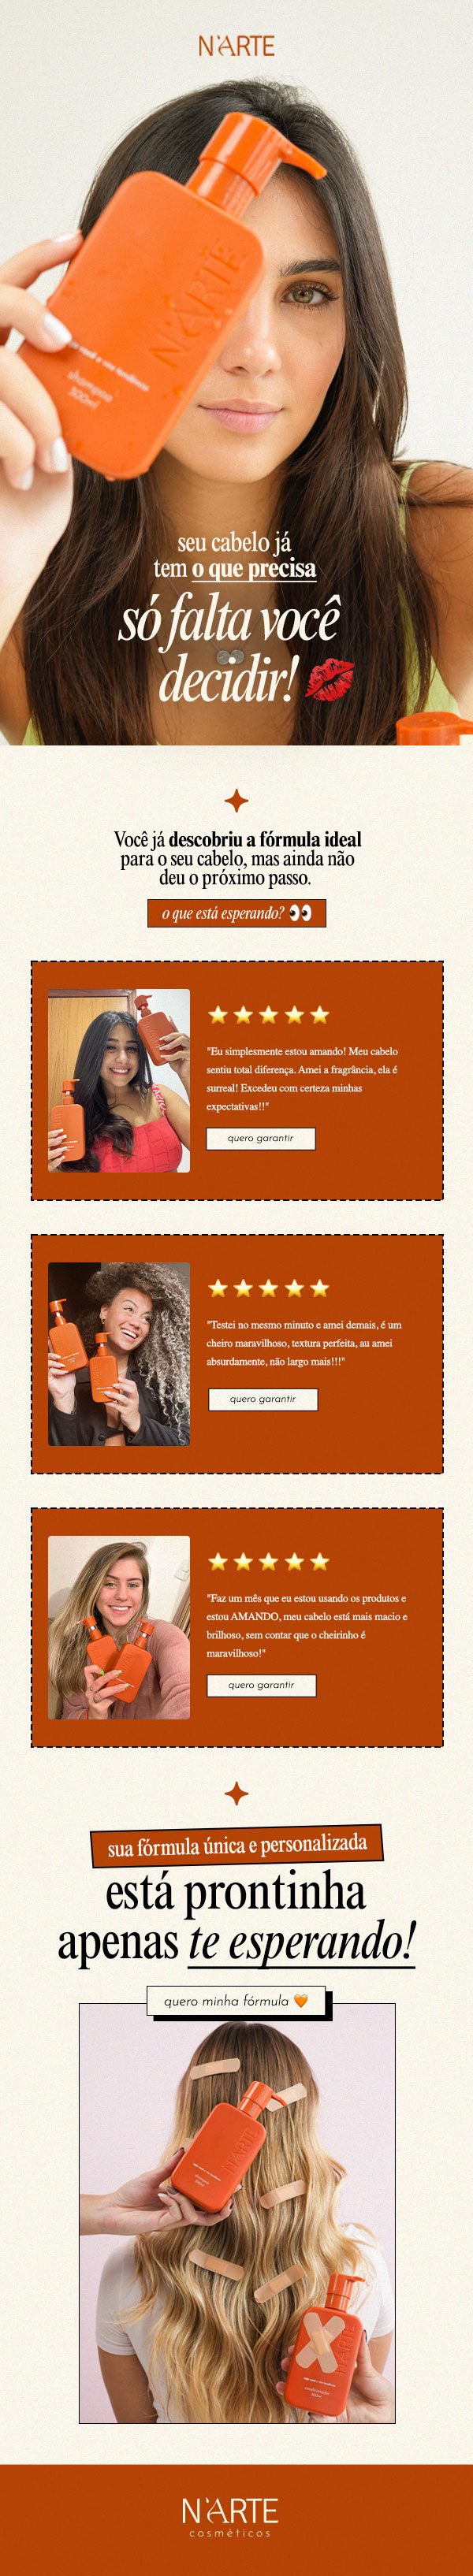 N'ARTE
N'ARTE
shampoo
300ml
seu cabelo já
tem o que precisa
só falta você
decidir!
Você já descobriu a fórmula ideal
para o seu cabelo, mas ainda não
deu o próximo passo.
o que está esperando?
"Eu simplesmente estou amando! Meu cabelo
sentiu total diferença. Amei a fragrância, ela é
surreal! Excedeu com certeza minhas
expectativas!!"
quero garantir
"Testei no mesmo minuto e amei demais, é um
cheiro maravilhoso, textura perfeita, au amei
absurdamente, não largo mais!!!"
quero garantir
"Faz um mês que eu estou usando os produtos e
estou AMANDO, meu cabelo está mais macio e
brilhoso, sem contar que o cheirinho é
maravilhoso!"
quero garantir
sua fórmula única e personalizada
está prontinha
apenas te esperando!
quero minha fórmula 🧡
N'ARTE
N'ARTE
N'ARTE
cosméticos